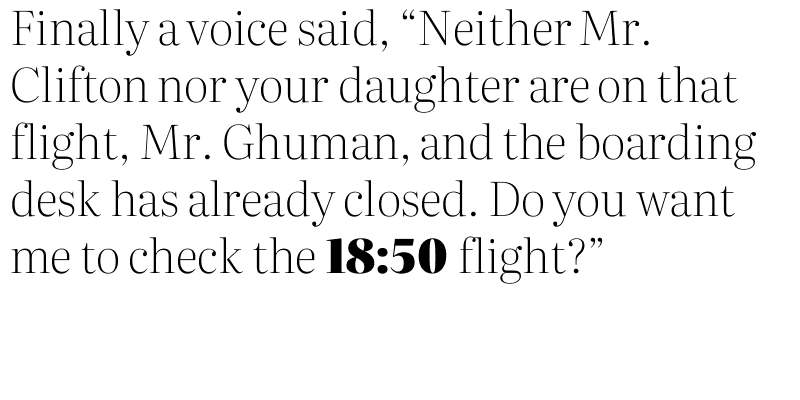 Finally a voice said, “Neither Mr.
Clifton nor your daughter are on that
flight, Mr. Ghuman, and the boarding
desk has already closed. Do you want
me to check the 18:50 flight?”